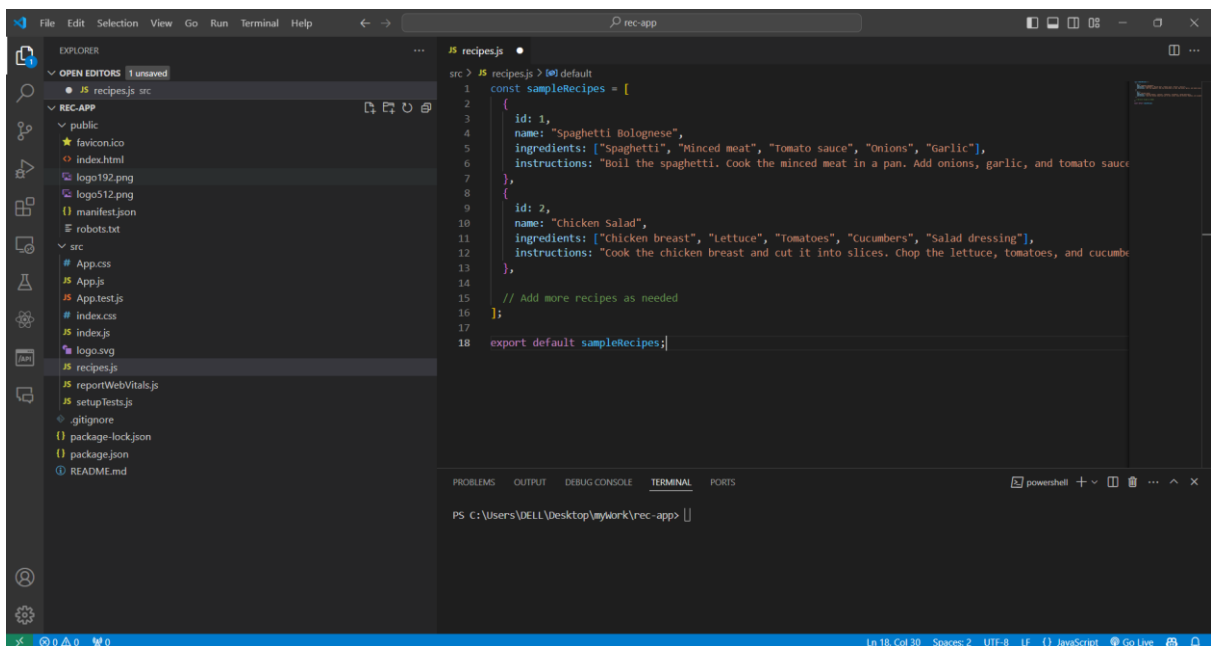 File Edit Selection View Go Run Terminal Help
rec-app
EXPLORER
OPEN EDITORS 1 unsaved
JS recipes.js src
REC-APP
public
favicon.ico
index.html
logo192.png
logo512.png
{} manifest.json
robots.txt
src
# App.css
JS App.js
JS App.test.js
# index.css
JS index.js
logo.svg
JS recipes.js
JS reportWebVitals.js
JS setupTests.js
.gitignore
{} package-lock.json
{} package.json
README.md
JS recipes.js
src > JS recipes.js > default
1 const sampleRecipes = [
2 {
3 id: 1,
4 name: "Spaghetti Bolognese",
5 ingredients: ["Spaghetti", "Minced meat", "Tomato sauce", "Onions", "Garlic"],
6 instructions: "Boil the spaghetti. Cook the minced meat in a pan. Add onions, garlic, and tomato sauce
7 },
8 {
9 id: 2,
10 name: "Chicken Salad",
11 ingredients: ["Chicken breast", "Lettuce", "Tomatoes", "Cucumbers", "Salad dressing"],
12 instructions: "Cook the chicken breast and cut it into slices. Chop the lettuce, tomatoes, and cucumbe
13 },
14
15 // Add more recipes as needed
16 ];
17
18 export default sampleRecipes;
PROBLEMS OUTPUT DEBUG CONSOLE TERMINAL PORTS
powershell
PS C:\Users\DELL\Desktop\myWork\rec-app>
0 0 0
Ln 18, Col 30 Spaces: 2 UTF-8 LF {} JavaScript Go Live